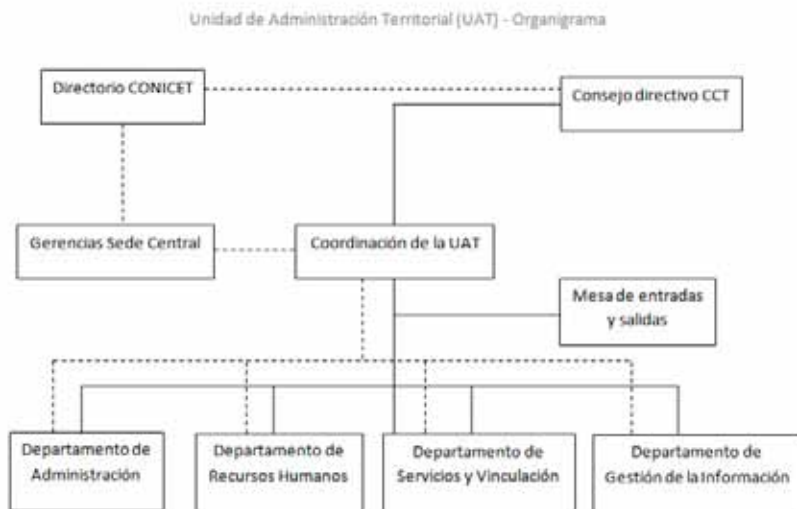 Unidad de Administración Territorial (UAT) - Organigrama
Directorio CONICET
Consejo directivo CCT
Gerencias Sede Central
Coordinación de la UAT
Mesa de entradas
y salidas
Departamento de
Administración
Departamento de
Recursos Humanos
Departamento de
Servicios y Vinculación
Departamento de
Gestión de la Información